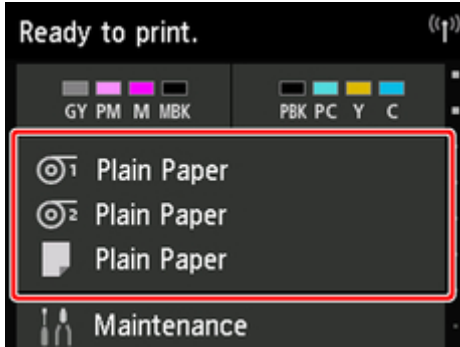 Ready to print.
GY PM M MBK PBK PC Y C
1 Plain Paper
2 Plain Paper
Plain Paper
Maintenance